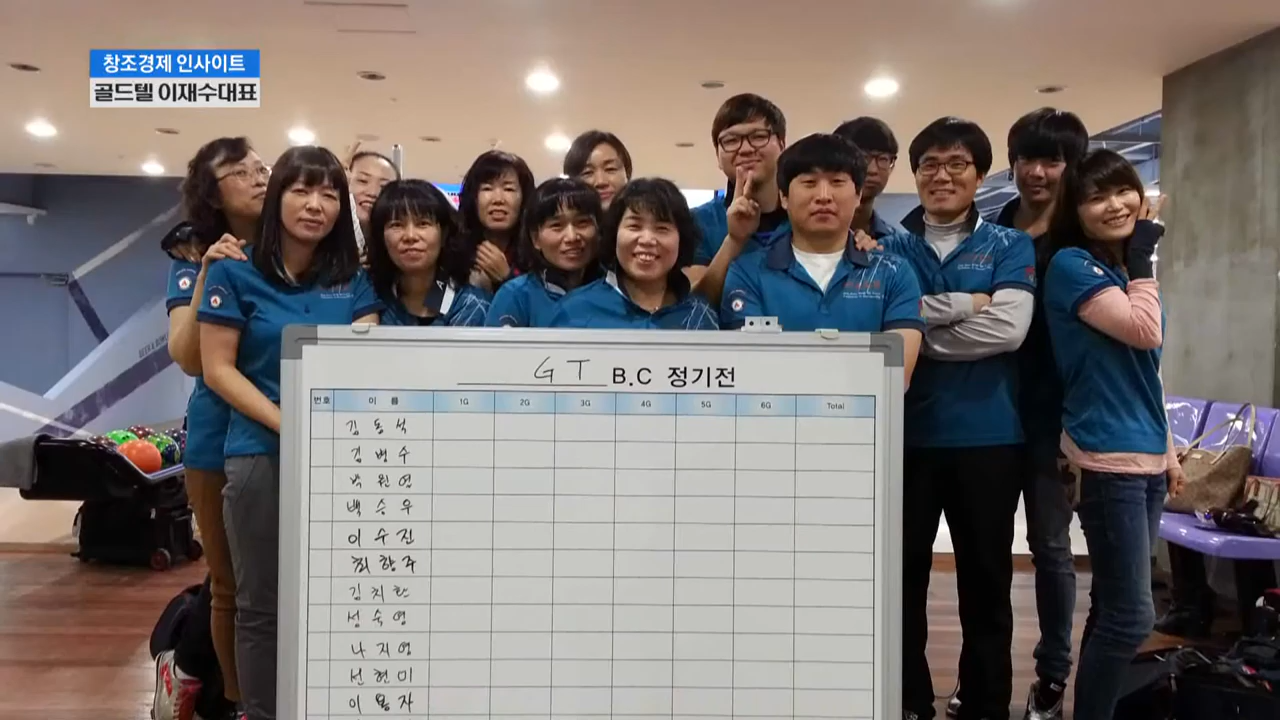 창조경제 인사이트
골드텔 이재수대표
GT B.C 정기전
번호 이 름 1G 2G 3G 4G 5G 6G Total
김동석
김병수
박원영
백승우
이수진
최항주
김치환
성숙영
나지영
선현미
이용자